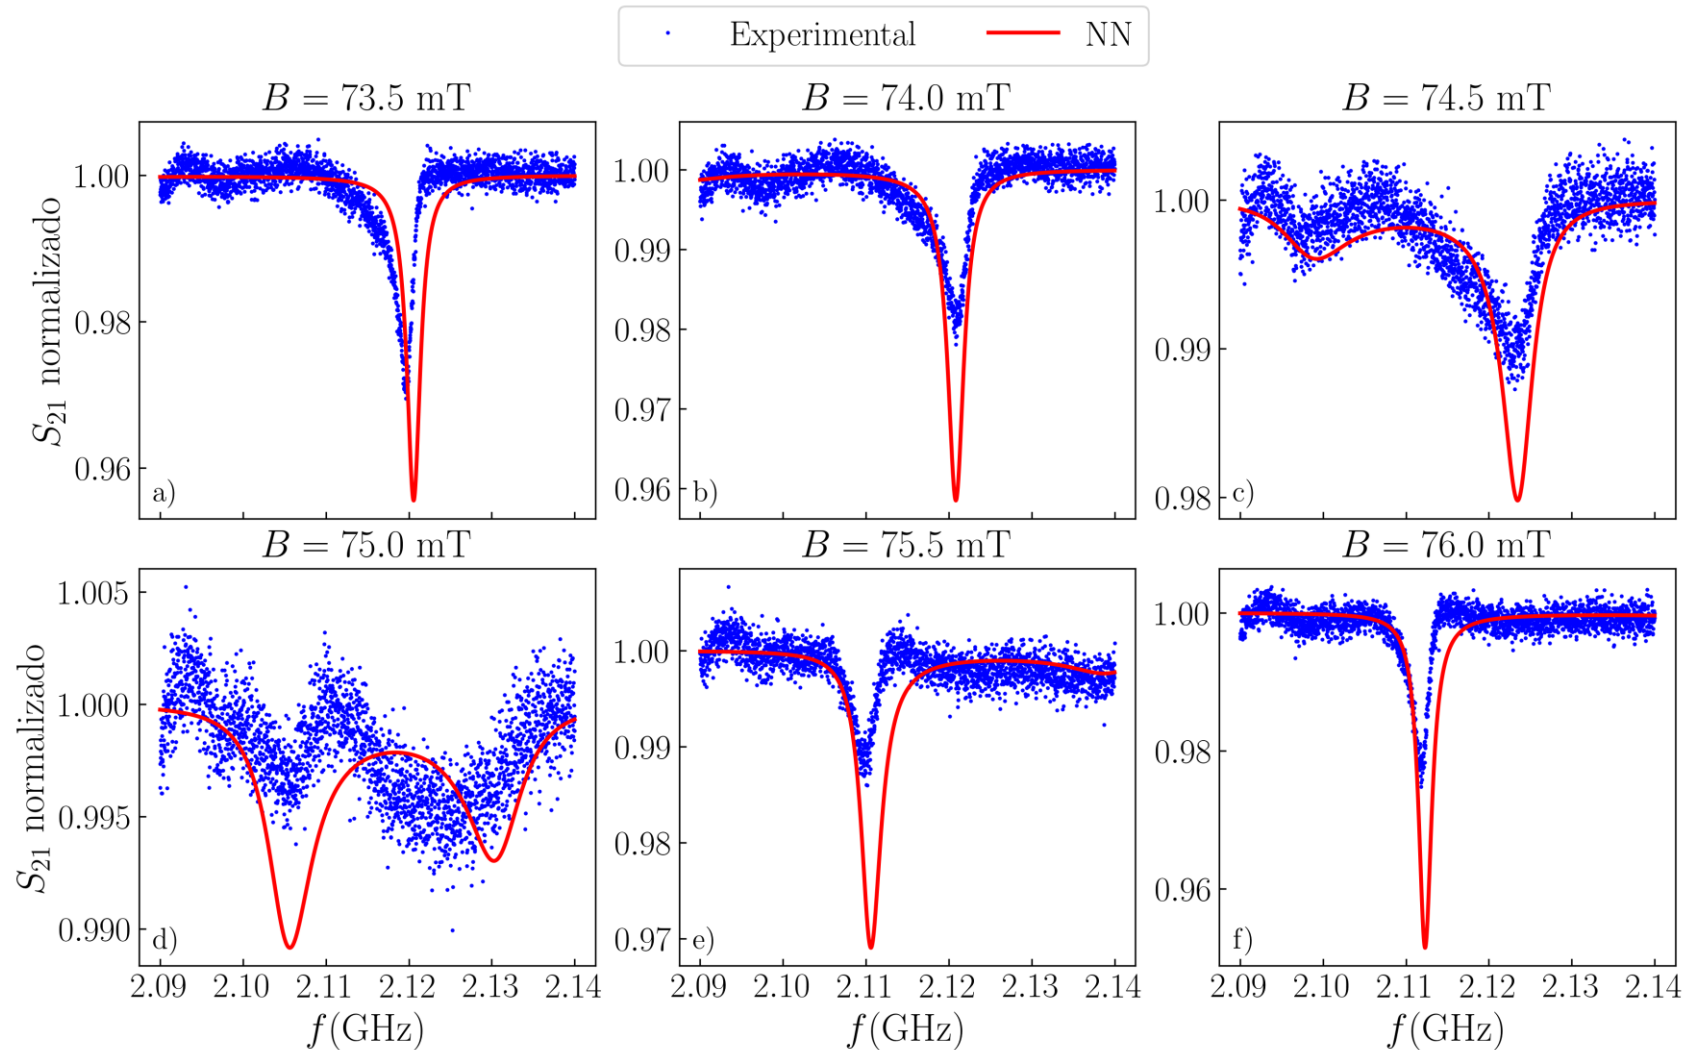 Experimental NN
B = 73.5 mT B = 74.0 mT B = 74.5 mT
S21 normalizado
1.00 0.98 0.96
a)
1.00 0.99 0.98 0.97 0.96
b)
1.00 0.99 0.98
c)
B = 75.0 mT B = 75.5 mT B = 76.0 mT
S21 normalizado
1.005 1.000 0.995 0.990
d)
1.00 0.99 0.98 0.97
e)
1.00 0.98 0.96
f)
2.09 2.10 2.11 2.12 2.13 2.14 2.09 2.10 2.11 2.12 2.13 2.14 2.09 2.10 2.11 2.12 2.13 2.14
f(GHz) f(GHz) f(GHz)